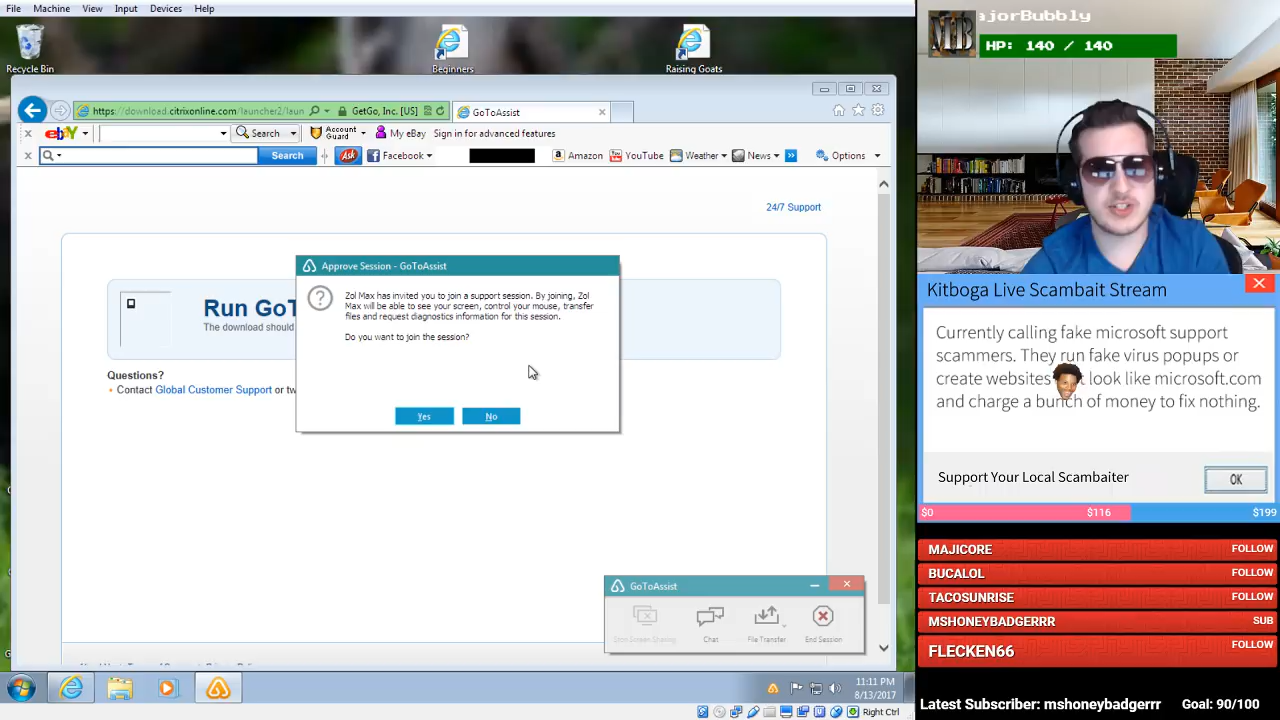 File Machine View Input Devices Help
Recycle Bin
Beginners
Raising Goats
https://download.citrixonline.com/launcher2/laun
GetGo, Inc. [US]
GoToAssist
ebY
Search
Account Guard
My eBay
Sign in for advanced features
Search
Ask
Facebook
Amazon
YouTube
Weather
News
Options
24/7 Support
Run GoT
The download should
Questions?
• Contact Global Customer Support or tw
Approve Session - GoToAssist
Zol Max has invited you to join a support session. By joining, Zol
Max will be able to see your screen, control your mouse, transfer
files and request diagnostics information for this session.
Do you want to join the session?
Yes
No
GoToAssist
Chat
File Transfer
End Session
11:11 PM
8/13/2017
Right Ctrl
ajorBubbly
MB
HP: 140 / 140
Kitboga Live Scambait Stream
Currently calling fake microsoft support
scammers. They run fake virus popups or
create websites t look like microsoft.com
and charge a bunch of money to fix nothing.
Support Your Local Scambaiter
OK
$0
$116
$199
MAJICORE FOLLOW
BUCALOL FOLLOW
TACOSUNRISE FOLLOW
MSHONEYBADGERRR SUB
FLECKEN66 FOLLOW
Latest Subscriber: mshoneybadgerrr Goal: 90/100